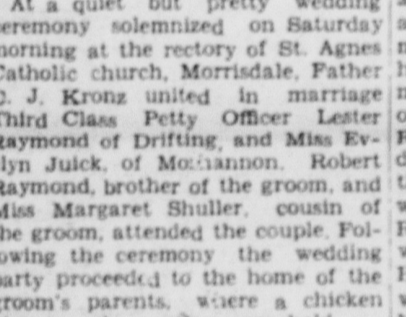 At a quiet but pretty wedding
ceremony solemnized on Saturday
morning at the rectory of St. Agnes
Catholic church, Morrisdale, Father
C. J. Kronz united in marriage
Third Class Petty Officer Lester
Raymond of Drifting, and Miss Ev-
lyn Juick, of Moshannon. Robert
Raymond, brother of the groom, and
Miss Margaret Shuller, cousin of
the groom, attended the couple. Fol-
lowing the ceremony the wedding
party proceeded to the home of the
groom's parents, where a chicken